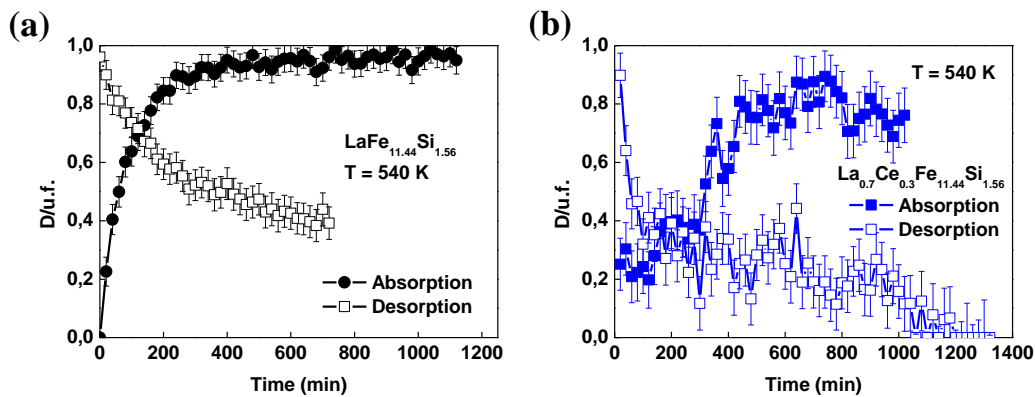 (a)
D/u.f.
1,0
0,8
0,6
0,4
0,2
0,0
LaFe11.44Si1.56
T = 540 K
Absorption
Desorption
0 200 400 600 800 1000 1200
Time (min)
(b)
D/u.f.
1,0
0,8
0,6
0,4
0,2
0,0
T = 540 K
La0.7Ce0.3Fe11.44Si1.56
Absorption
Desorption
0 200 400 600 800 1000 1200 1400
Time (min)